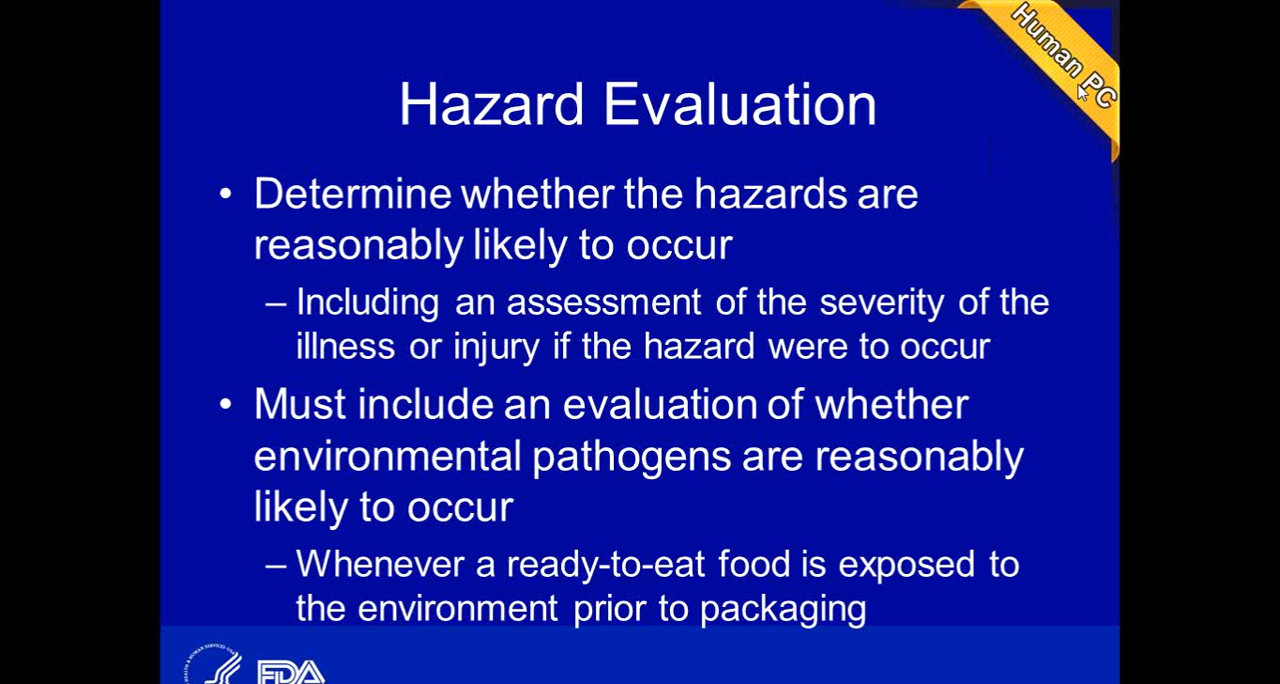 Human PC
Hazard Evaluation
• Determine whether the hazards are
reasonably likely to occur
– Including an assessment of the severity of the
illness or injury if the hazard were to occur
• Must include an evaluation of whether
environmental pathogens are reasonably
likely to occur
– Whenever a ready-to-eat food is exposed to
the environment prior to packaging
FDA